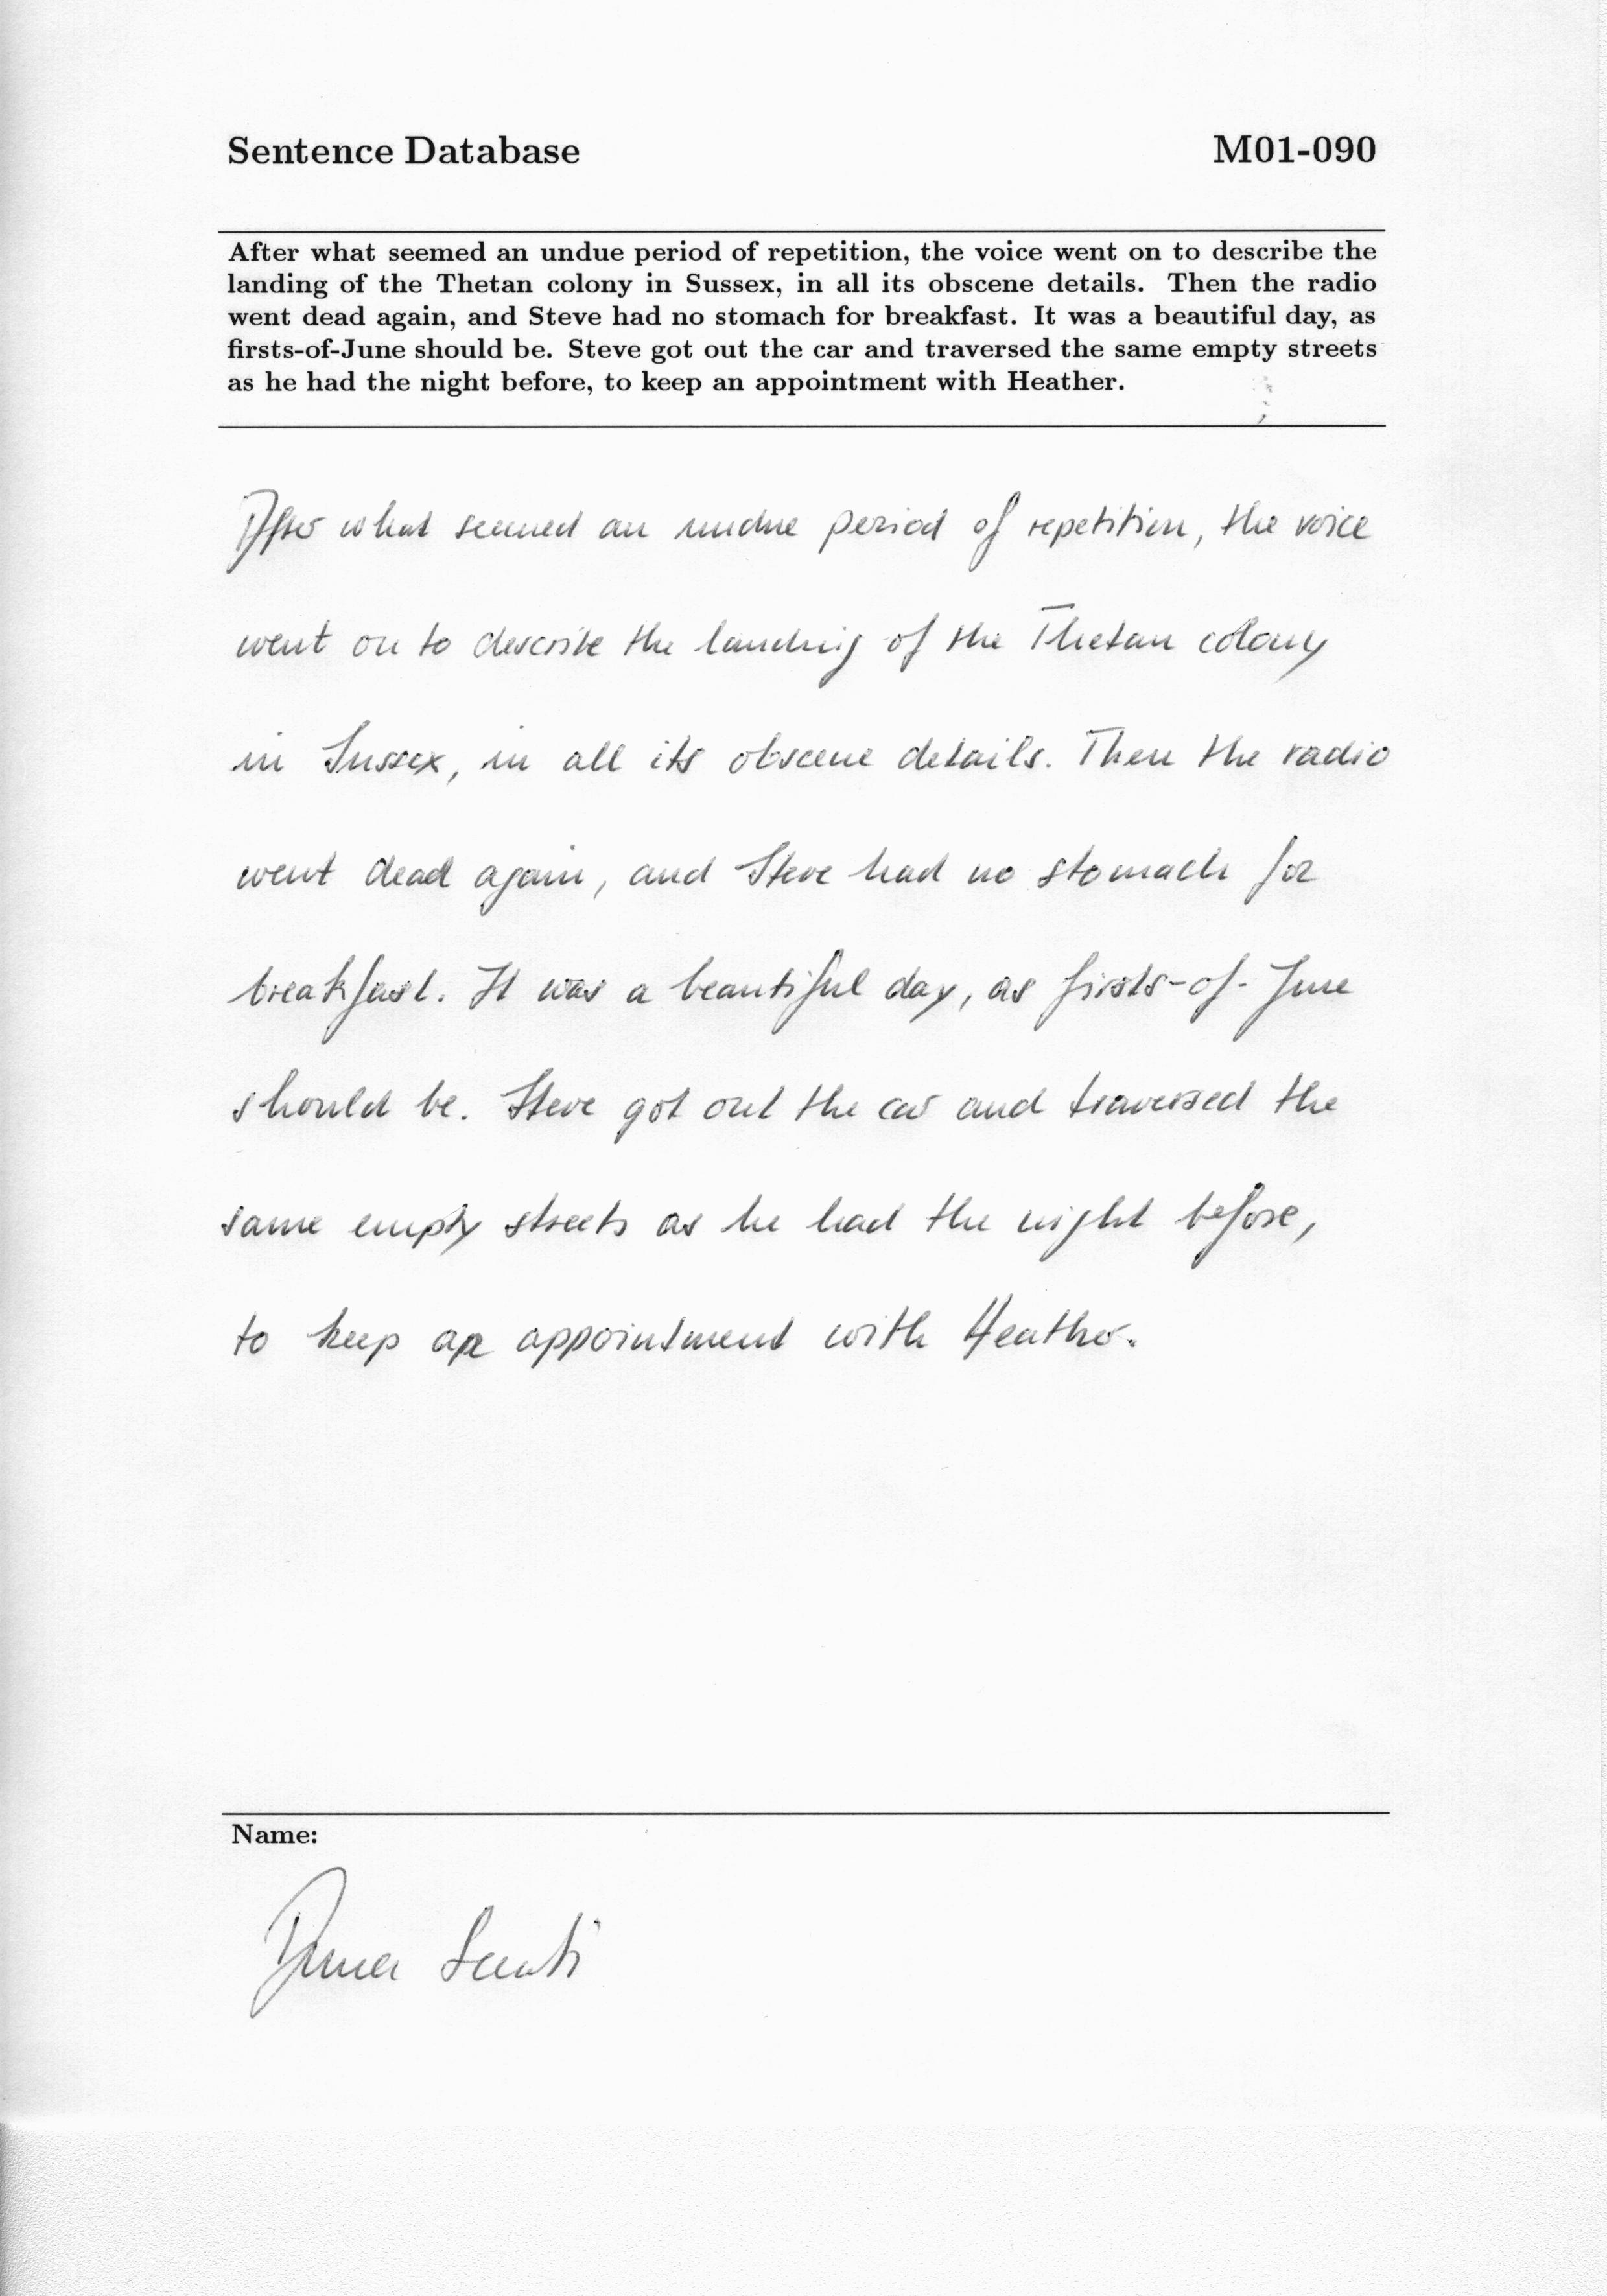 Sentence Database M01-090
After what seemed an undue period of repetition, the voice went on to describe the
landing of the Thetan colony in Sussex, in all its obscene details. Then the radio
went dead again, and Steve had no stomach for breakfast. It was a beautiful day, as
firsts-of-June should be. Steve got out the car and traversed the same empty streets
as he had the night before, to keep an appointment with Heather.
After what seemed an undue period of repetition, the voice
went on to describe the landing of the Thetan colony
in Sussex, in all its obscene details. Then the radio
went dead again, and Steve had no stomach for
breakfast. It was a beautiful day, as firsts-of-June
should be. Steve got out the car and traversed the
same empty streets as he had the night before,
to keep an appointment with Heather.
Name: